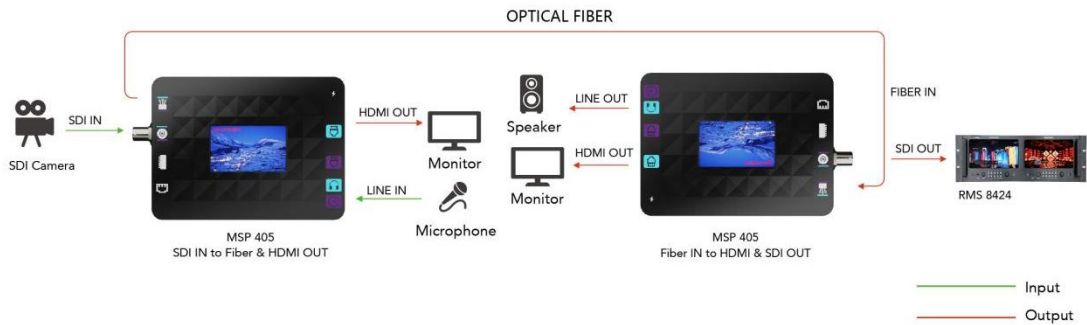 OPTICAL FIBER
SDI IN
SDI Camera
HDMI OUT
Monitor
LINE IN
Microphone
MSP 405
SDI IN to Fiber & HDMI OUT
LINE OUT
Speaker
HDMI OUT
Monitor
FIBER IN
SDI OUT
RMS 8424
MSP 405
Fiber IN to HDMI & SDI OUT
Input
Output